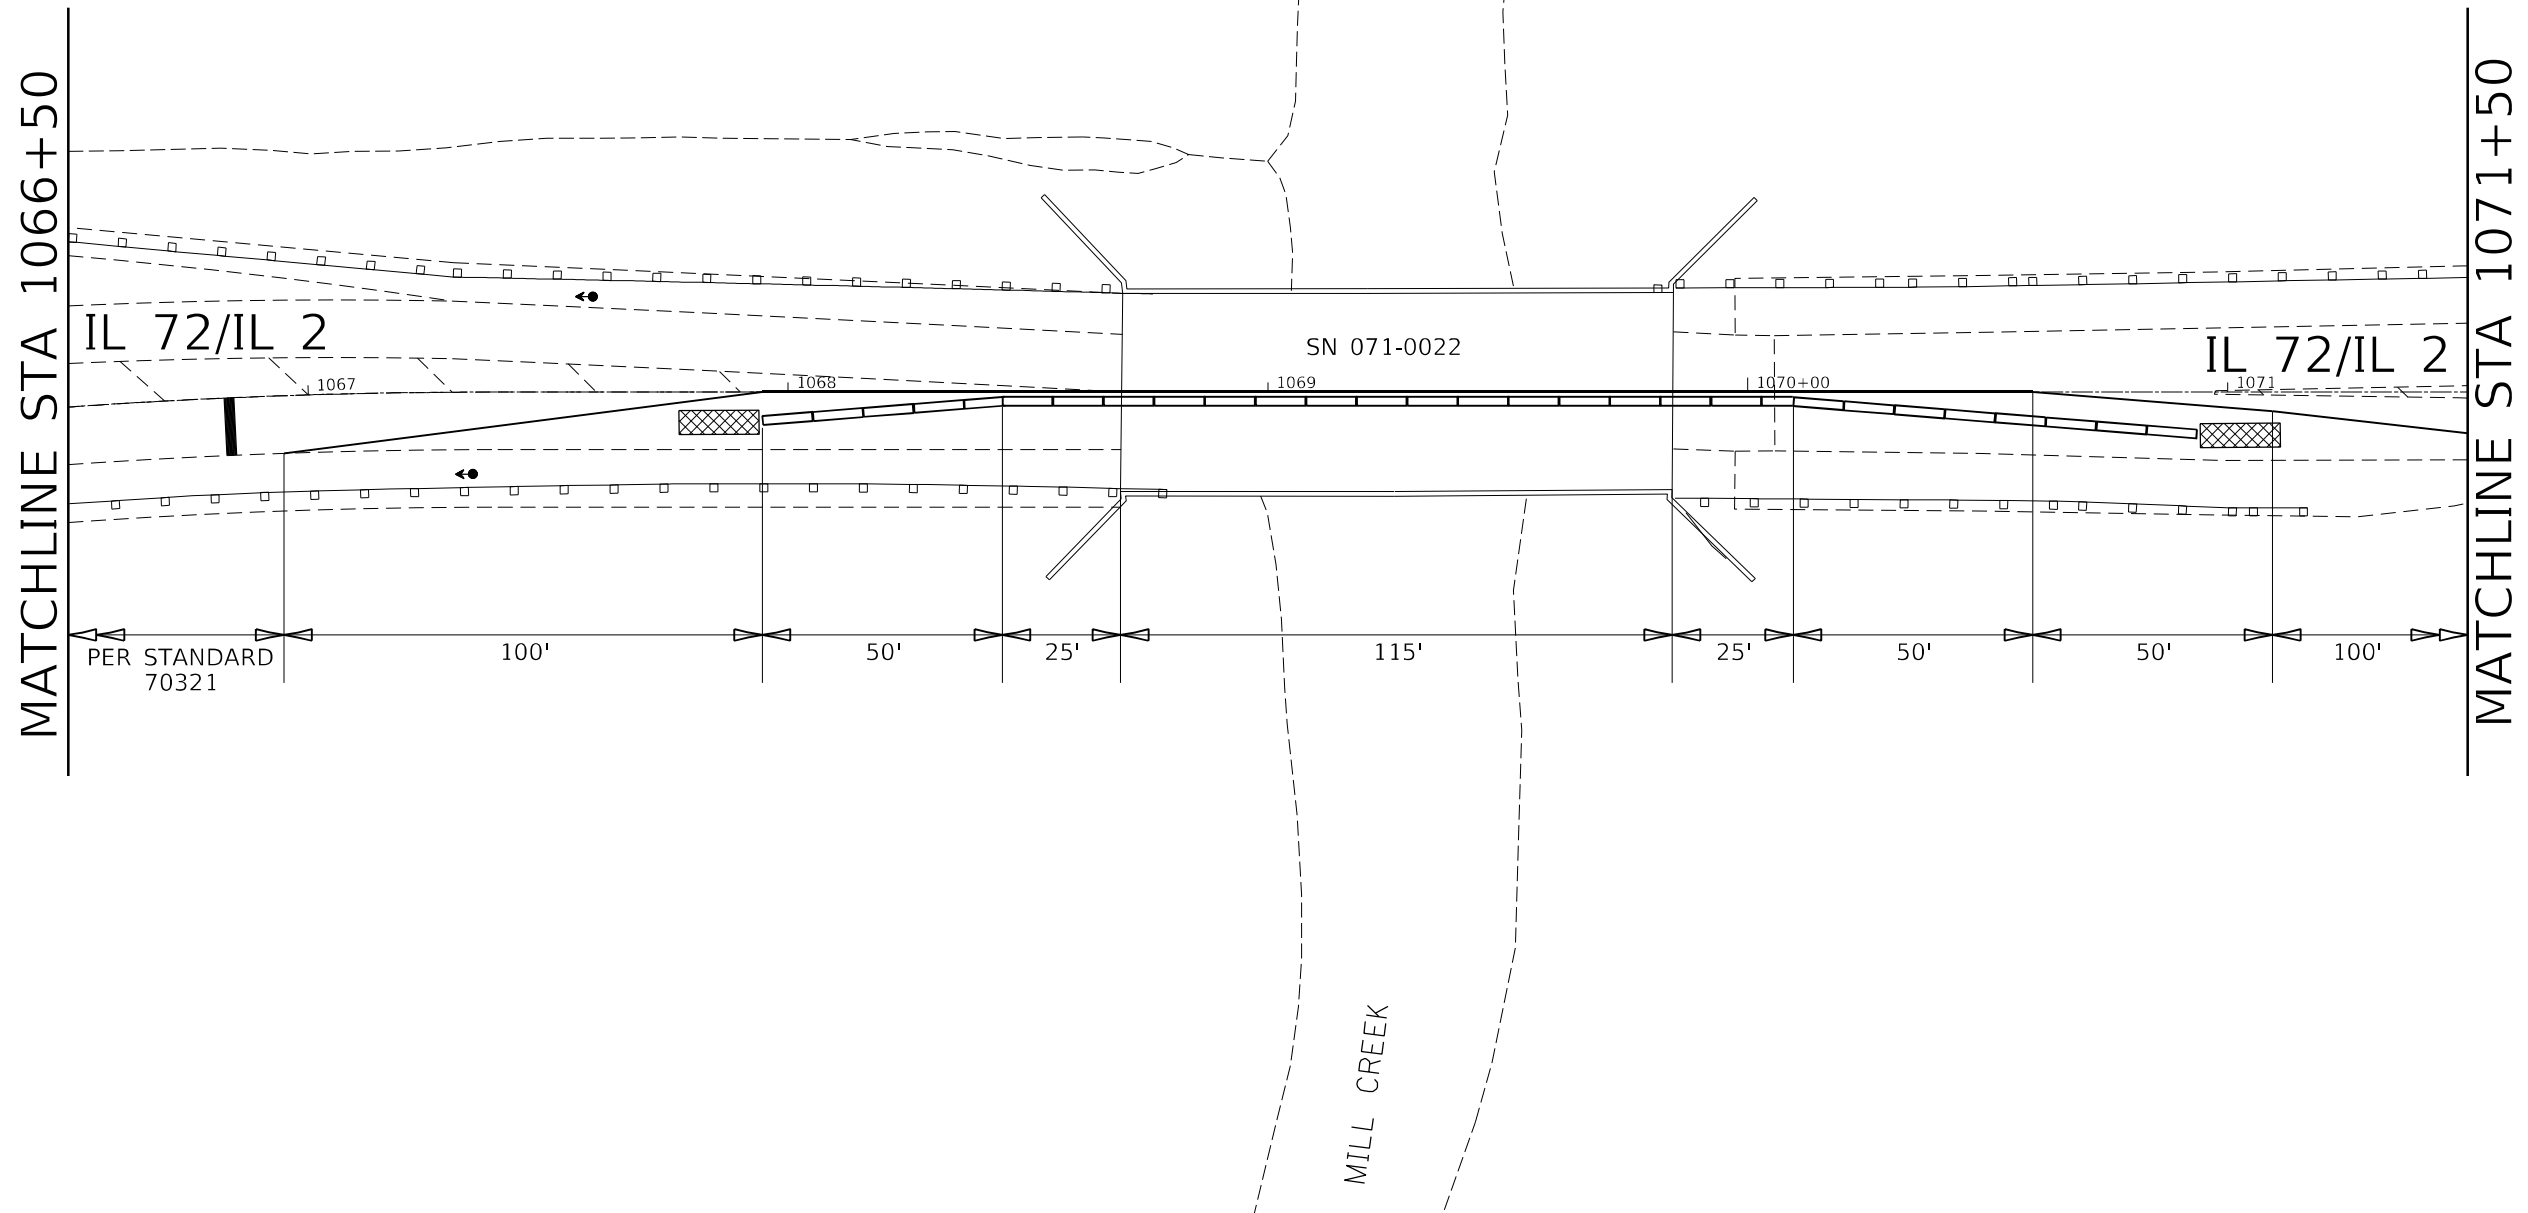 MATCHLINE STA 1066+50
MATCHLINE STA 1071+50
IL 72/IL 2
SN 071-0022
IL 72/IL 2
1067
1068
1069
1070+00
1071
PER STANDARD
70321
100'
50'
25'
115'
25'
50'
50'
100'
MILL CREEK